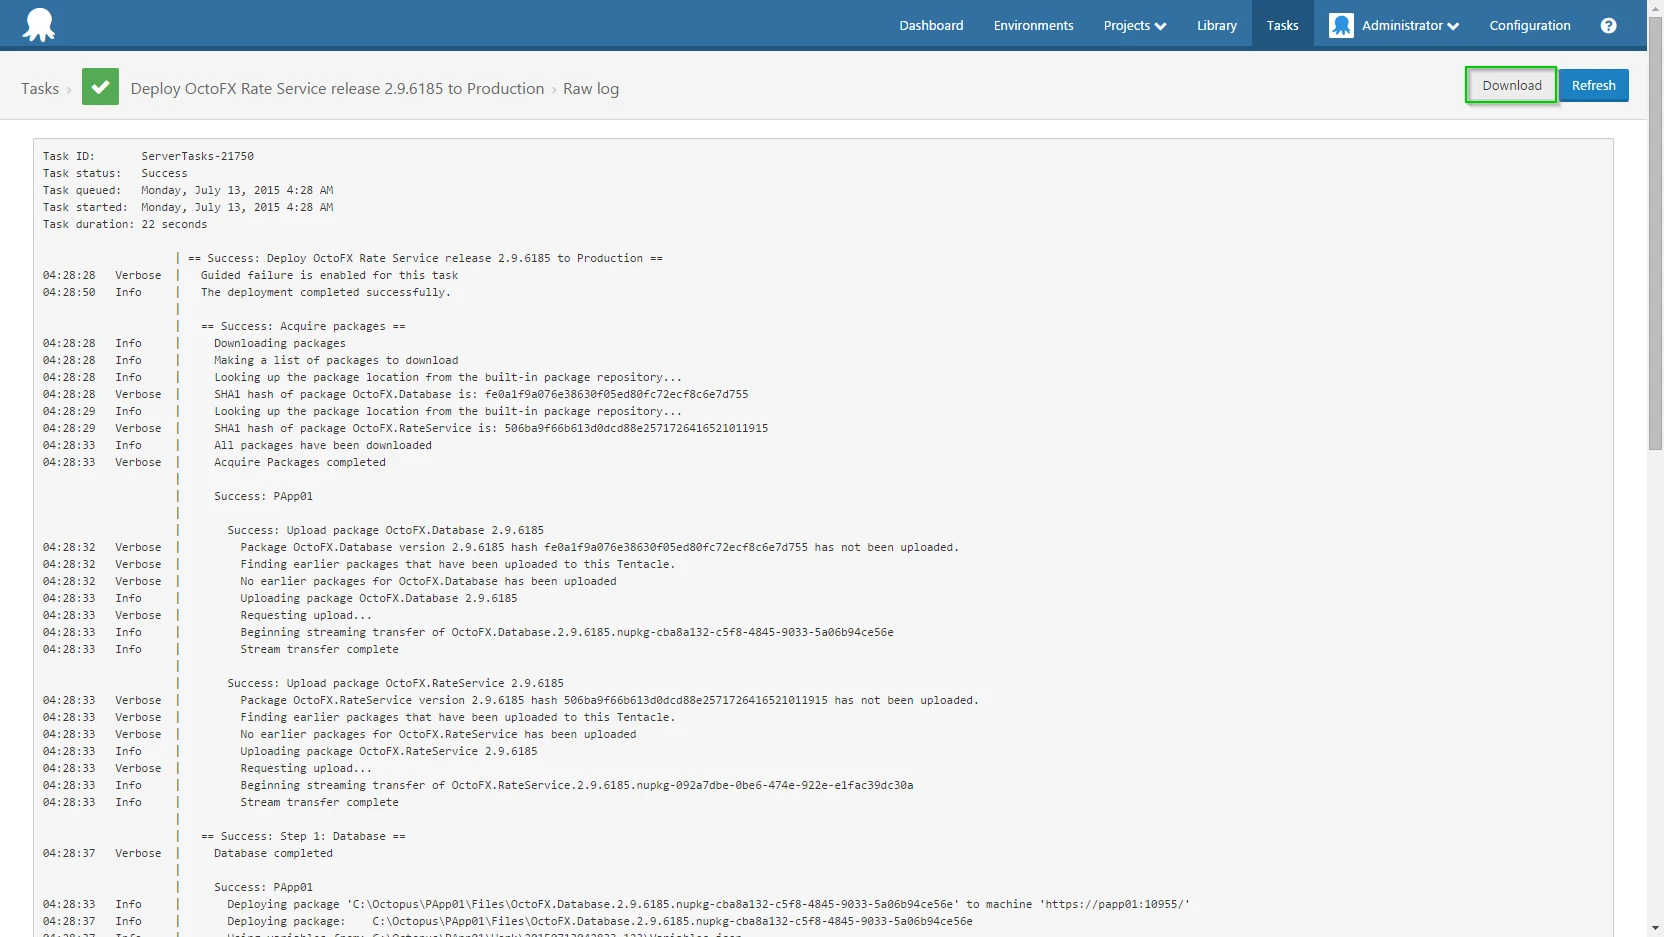 Dashboard Environments Projects Library Tasks Administrator Configuration ?
Tasks › Deploy OctoFX Rate Service release 2.9.6185 to Production › Raw log Download Refresh
Task ID: ServerTasks-21750
Task status: Success
Task queued: Monday, July 13, 2015 4:28 AM
Task started: Monday, July 13, 2015 4:28 AM
Task duration: 22 seconds
| == Success: Deploy OctoFX Rate Service release 2.9.6185 to Production ==
04:28:28 Verbose | Guided failure is enabled for this task
04:28:50 Info | The deployment completed successfully.
|
| == Success: Acquire packages ==
04:28:28 Info | Downloading packages
04:28:28 Info | Making a list of packages to download
04:28:28 Info | Looking up the package location from the built-in package repository...
04:28:28 Verbose | SHA1 hash of package OctoFX.Database is: fe0a1f9a076e38630f05ed80fc72ecf8c6e7d755
04:28:29 Info | Looking up the package location from the built-in package repository...
04:28:29 Verbose | SHA1 hash of package OctoFX.RateService is: 506ba9f66b613d0dcd88e2571726416521011915
04:28:33 Info | All packages have been downloaded
04:28:33 Verbose | Acquire Packages completed
|
| Success: PApp01
|
| Success: Upload package OctoFX.Database 2.9.6185
04:28:32 Verbose | Package OctoFX.Database version 2.9.6185 hash fe0a1f9a076e38630f05ed80fc72ecf8c6e7d755 has not been uploaded.
04:28:32 Verbose | Finding earlier packages that have been uploaded to this Tentacle.
04:28:32 Verbose | No earlier packages for OctoFX.Database has been uploaded
04:28:33 Info | Uploading package OctoFX.Database 2.9.6185
04:28:33 Verbose | Requesting upload...
04:28:33 Info | Beginning streaming transfer of OctoFX.Database.2.9.6185.nupkg-cba8a132-c5f8-4845-9033-5a06b94ce56e
04:28:33 Info | Stream transfer complete
|
| Success: Upload package OctoFX.RateService 2.9.6185
04:28:33 Verbose | Package OctoFX.RateService version 2.9.6185 hash 506ba9f66b613d0dcd88e2571726416521011915 has not been uploaded.
04:28:33 Verbose | Finding earlier packages that have been uploaded to this Tentacle.
04:28:33 Verbose | No earlier packages for OctoFX.RateService has been uploaded
04:28:33 Info | Uploading package OctoFX.RateService 2.9.6185
04:28:33 Verbose | Requesting upload...
04:28:33 Info | Beginning streaming transfer of OctoFX.RateService.2.9.6185.nupkg-092a7dbe-0be6-474e-922e-e1fac39dc30a
04:28:33 Info | Stream transfer complete
|
| == Success: Step 1: Database ==
04:28:37 Verbose | Database completed
|
| Success: PApp01
04:28:33 Info | Deploying package 'C:\Octopus\PApp01\Files\OctoFX.Database.2.9.6185.nupkg-cba8a132-c5f8-4845-9033-5a06b94ce56e' to machine 'https://papp01:10955/'
04:28:37 Info | Deploying package: C:\Octopus\PApp01\Files\OctoFX.Database.2.9.6185.nupkg-cba8a132-c5f8-4845-9033-5a06b94ce56e